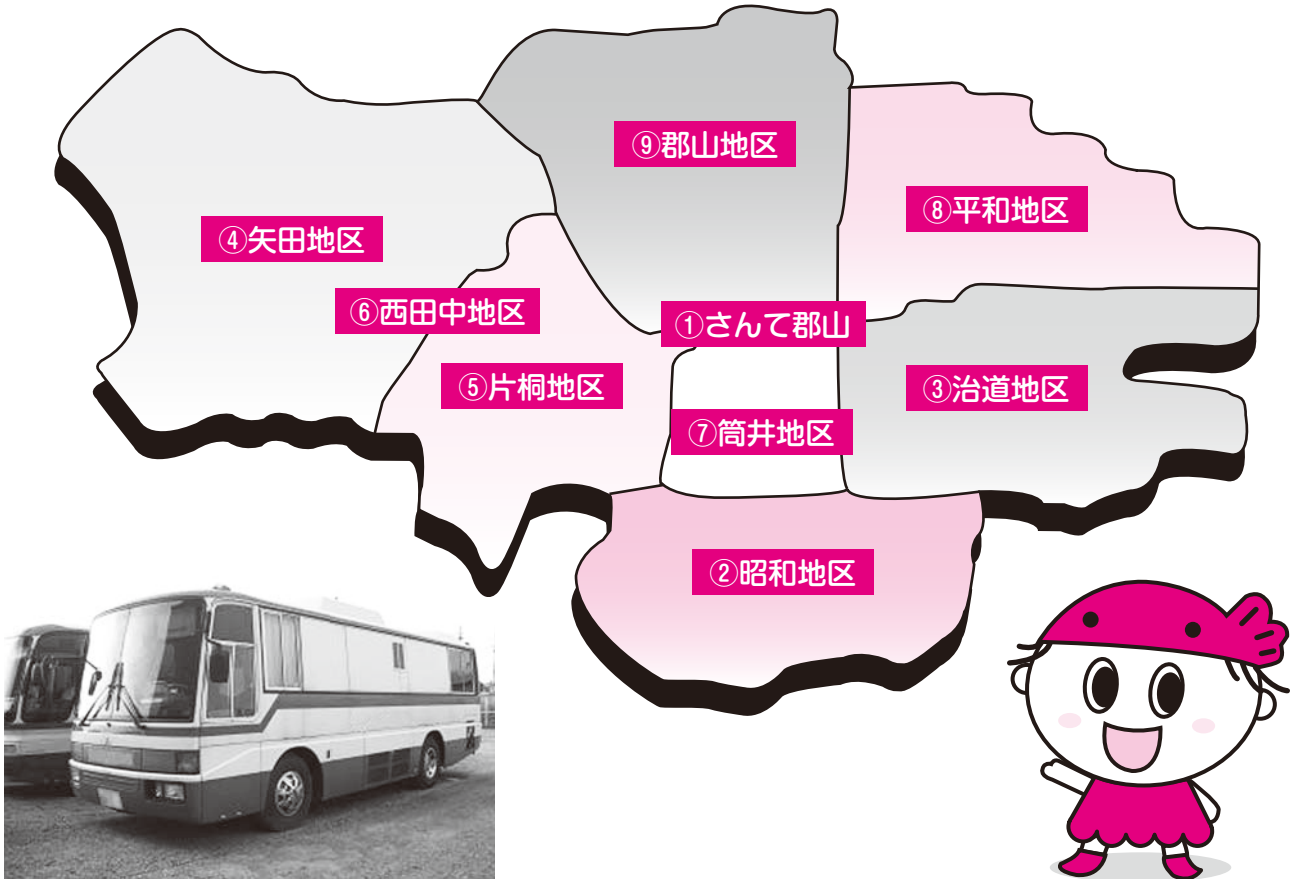 ⑨郡山地区
⑧平和地区
④矢田地区
⑥西田中地区
①さんて郡山
⑤片桐地区
③治道地区
⑦筒井地区
②昭和地区